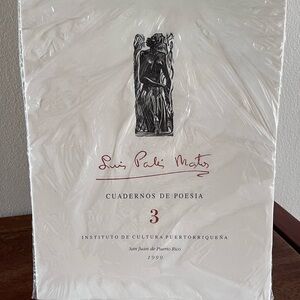 Luis Palés Matos
CUADERNOS DE POESIA
3
INSTITUTO DE CULTURA PUERTORRIQUEÑA
San Juan de Puerto Rico
1999